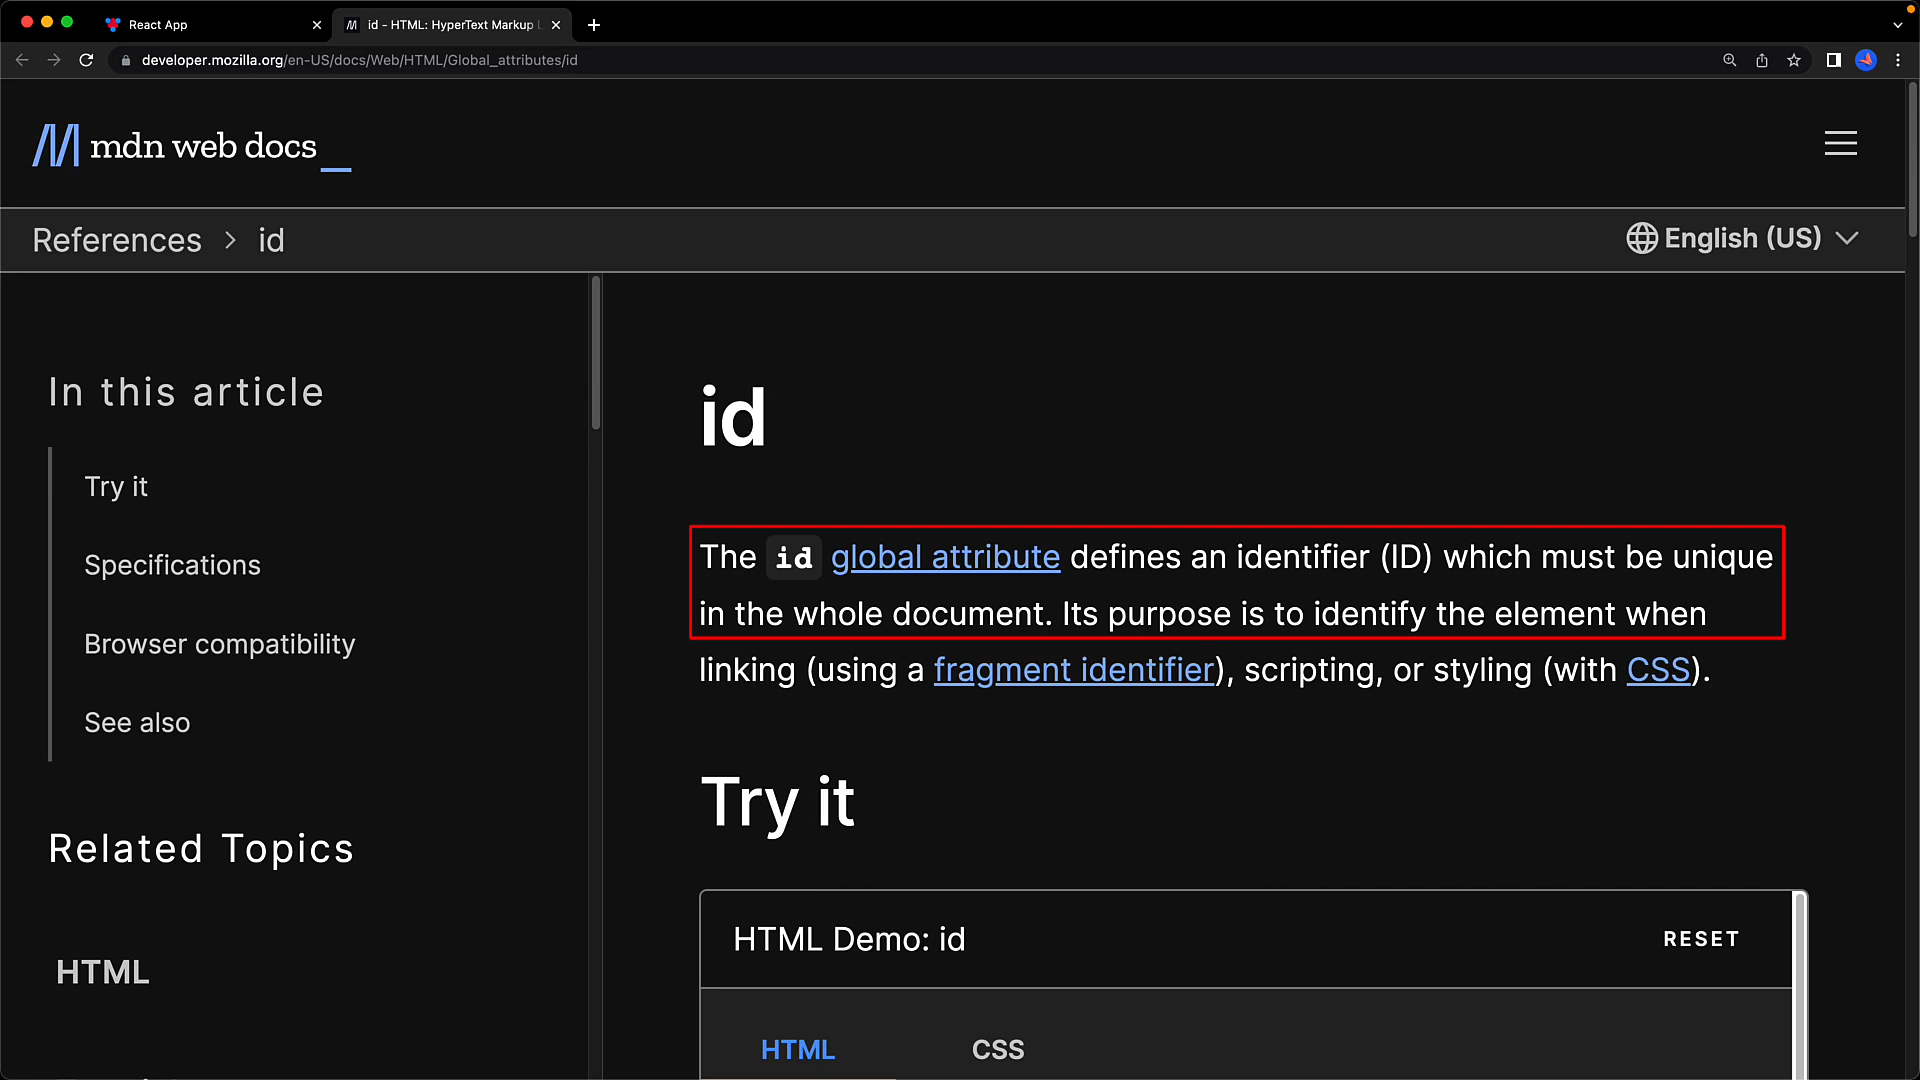 React App
id - HTML: HyperText Markup L
developer.mozilla.org/en-US/docs/Web/HTML/Global_attributes/id
mdn web docs_
References > id
English (US)
In this article
Try it
Specifications
Browser compatibility
See also
Related Topics
HTML
id
The id global attribute defines an identifier (ID) which must be unique
in the whole document. Its purpose is to identify the element when
linking (using a fragment identifier), scripting, or styling (with CSS).
Try it
HTML Demo: id
RESET
HTML CSS